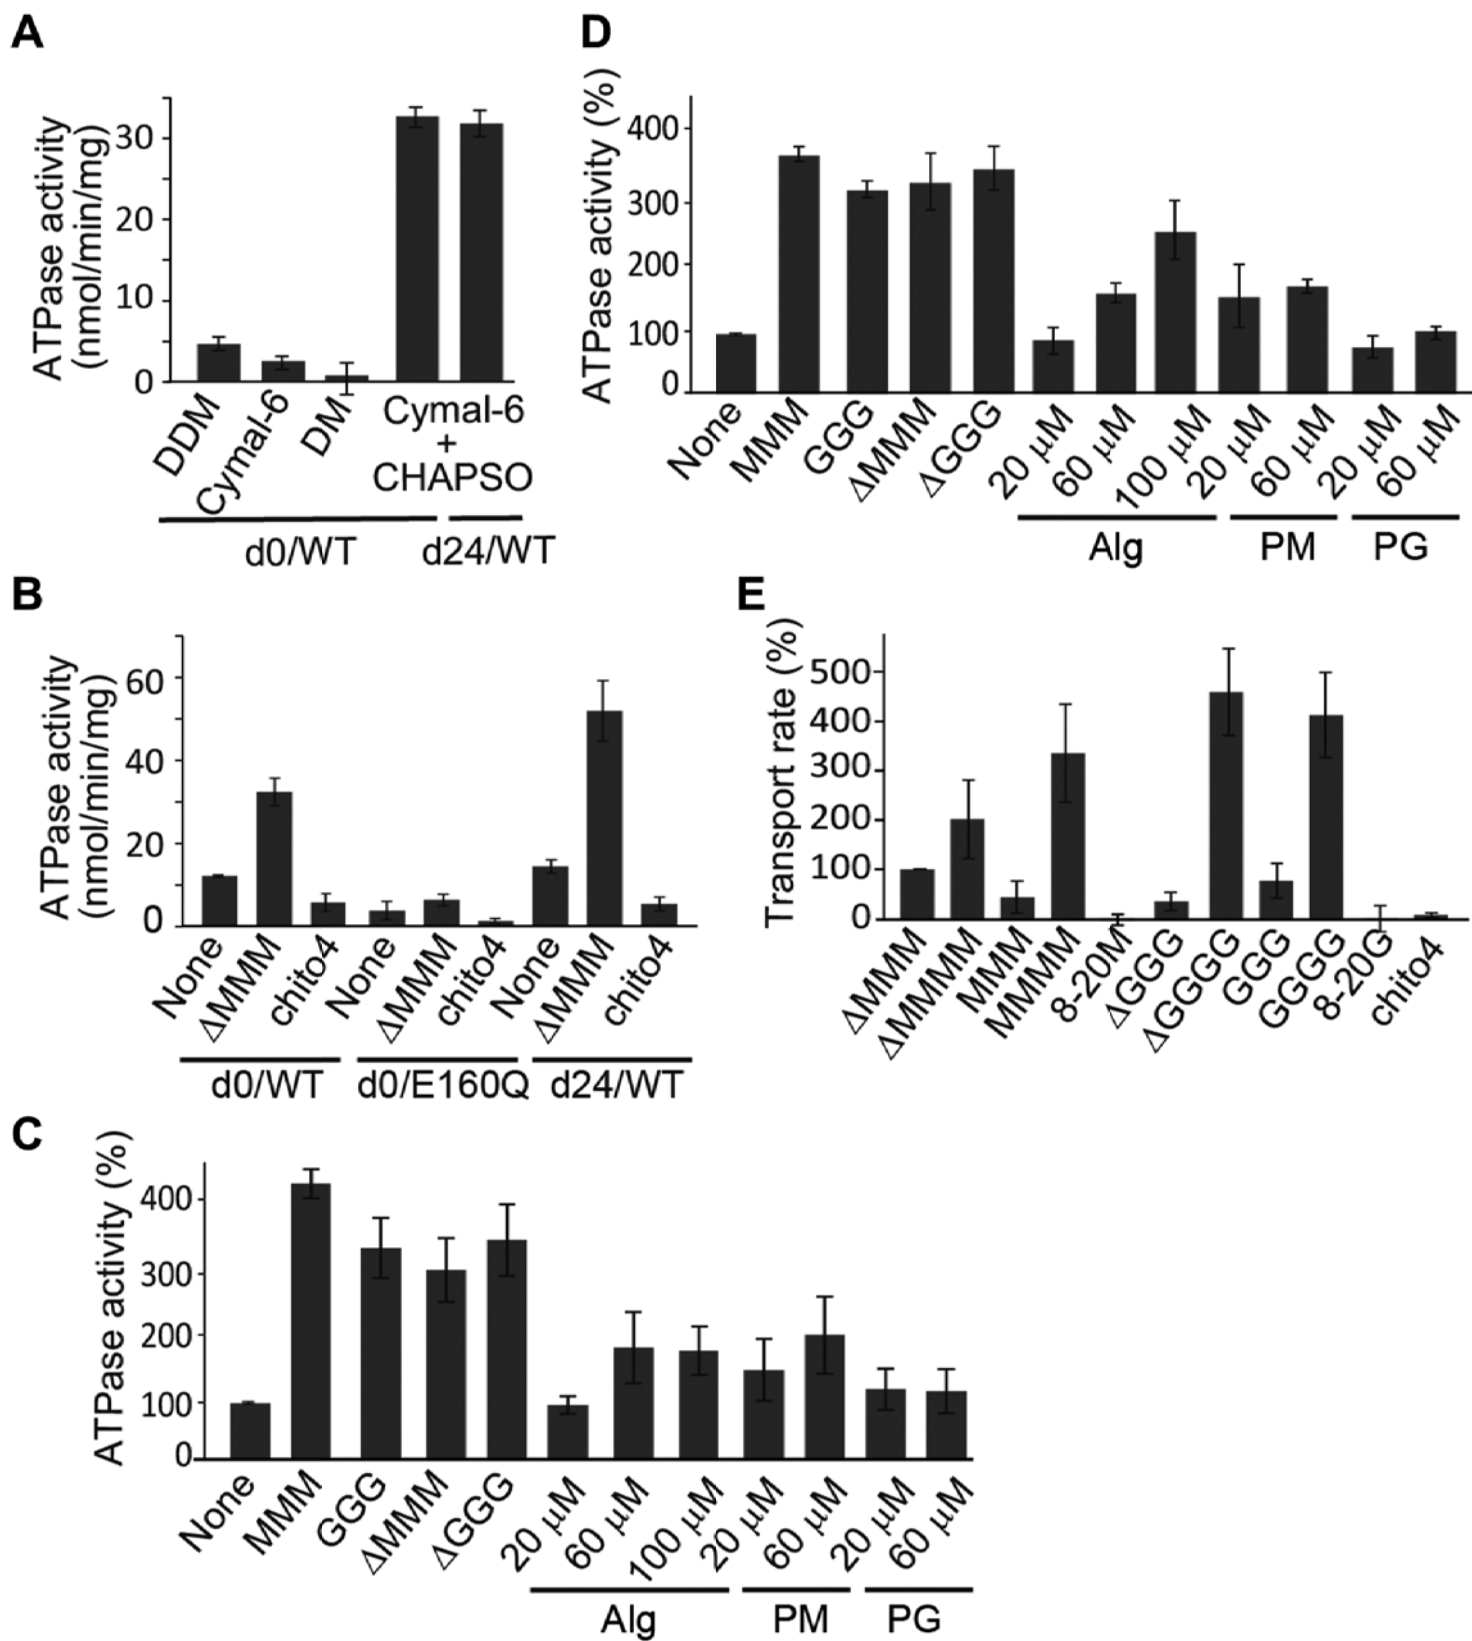 A
ATPase activity
(nmol/min/mg)
30
20
10
0
DDM
Cymal-6
DM
Cymal-6
+
CHAPSO
d0/WT
d24/WT
D
ATPase activity (%)
400
300
200
100
0
None
MMM
GGG
ΔMMM
ΔGGG
20 μM
60 μM
100 μM
20 μM
60 μM
20 μM
60 μM
Alg
PM
PG
B
ATPase activity
(nmol/min/mg)
60
40
20
0
None
ΔMMM
chito4
None
ΔMMM
chito4
None
ΔMMM
chito4
d0/WT
d0/E160Q
d24/WT
E
Transport rate (%)
500
400
300
200
100
0
ΔMMM
ΔMMMM
MMM
MMMM
8-20M
ΔGGG
ΔGGGG
GGG
GGGG
8-20G
chito4
C
ATPase activity (%)
400
300
200
100
0
None
MMM
GGG
ΔMMM
ΔGGG
20 μM
60 μM
100 μM
20 μM
60 μM
20 μM
60 μM
Alg
PM
PG